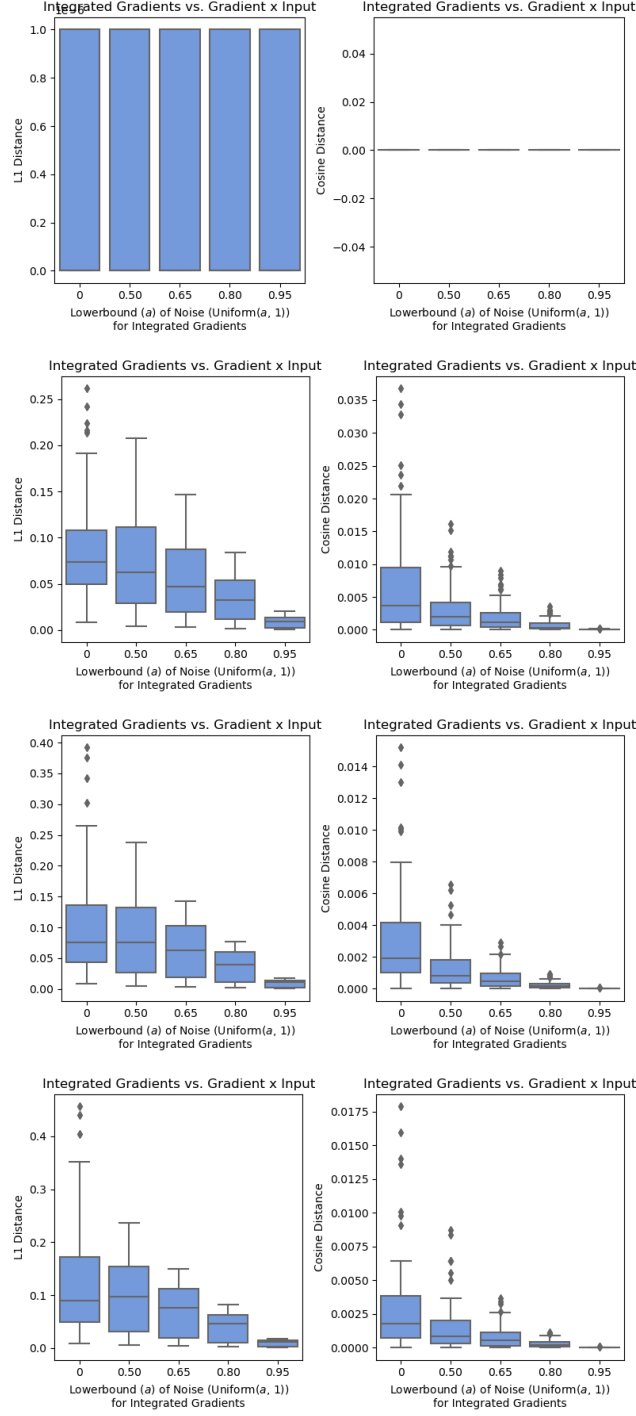 Integrated Gradients vs. Gradient x Input
1e−6
1.0
0.8
0.6
0.4
0.2
0.0
L1 Distance
0 0.50 0.65 0.80 0.95
Lowerbound (a) of Noise (Uniform(a, 1))
for Integrated Gradients
Integrated Gradients vs. Gradient x Input
0.04
0.02
0.00
−0.02
−0.04
Cosine Distance
0 0.50 0.65 0.80 0.95
Lowerbound (a) of Noise (Uniform(a, 1))
for Integrated Gradients
Integrated Gradients vs. Gradient x Input
0.25
0.20
0.15
0.10
0.05
0.00
L1 Distance
0 0.50 0.65 0.80 0.95
Lowerbound (a) of Noise (Uniform(a, 1))
for Integrated Gradients
Integrated Gradients vs. Gradient x Input
0.035
0.030
0.025
0.020
0.015
0.010
0.005
0.000
Cosine Distance
0 0.50 0.65 0.80 0.95
Lowerbound (a) of Noise (Uniform(a, 1))
for Integrated Gradients
Integrated Gradients vs. Gradient x Input
0.40
0.35
0.30
0.25
0.20
0.15
0.10
0.05
0.00
L1 Distance
0 0.50 0.65 0.80 0.95
Lowerbound (a) of Noise (Uniform(a, 1))
for Integrated Gradients
Integrated Gradients vs. Gradient x Input
0.014
0.012
0.010
0.008
0.006
0.004
0.002
0.000
Cosine Distance
0 0.50 0.65 0.80 0.95
Lowerbound (a) of Noise (Uniform(a, 1))
for Integrated Gradients
Integrated Gradients vs. Gradient x Input
0.4
0.3
0.2
0.1
0.0
L1 Distance
0 0.50 0.65 0.80 0.95
Lowerbound (a) of Noise (Uniform(a, 1))
for Integrated Gradients
Integrated Gradients vs. Gradient x Input
0.0175
0.0150
0.0125
0.0100
0.0075
0.0050
0.0025
0.0000
Cosine Distance
0 0.50 0.65 0.80 0.95
Lowerbound (a) of Noise (Uniform(a, 1))
for Integrated Gradients